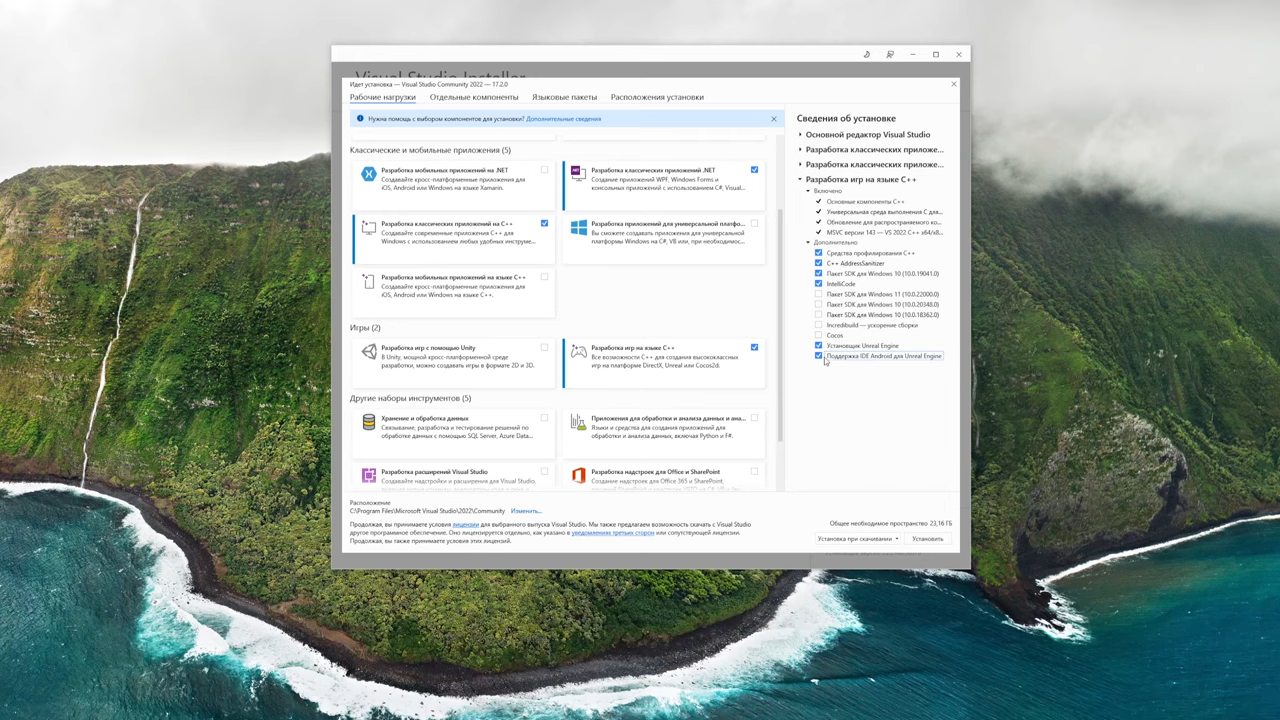 Visual Studio Installer
Идет установка — Visual Studio Community 2022 — 17.2.0
Рабочие нагрузки
Отдельные компоненты
Языковые пакеты
Расположения установки
Нужна помощь с выбором компонентов для установки? Дополнительные сведения
Классические и мобильные приложения (5)
Разработка мобильных приложений на .NET
Создавайте кросс-платформенные приложения для
iOS, Android или Windows на языке Xamarin.
Разработка классических приложений .NET
Создание приложений WPF, Windows Forms и
консольных приложений с использованием C#, Visual...
Разработка классических приложений на C++
Создавайте современные приложения C++ для
Windows с использованием любых удобных инструме...
Разработка приложений для универсальной платфо...
Вы сможете создавать приложения для универсальной
платформы Windows на C#, VB или, при необходимос...
Разработка мобильных приложений на языке C++
Создавайте кросс-платформенные приложения для
iOS, Android или Windows на языке C++.
Игры (2)
Разработка игр с помощью Unity
В Unity, мощной кросс-платформенной среде
разработки, можно создавать игры в формате 2D и 3D.
Разработка игр на языке C++
Все возможности C++ для создания высококлассных
игр на платформе DirectX, Unreal или Cocos2d.
Другие наборы инструментов (5)
Хранение и обработка данных
Связывание, разработка и тестирование решений по
обработке данных с помощью SQL Server, Azure Data...
Приложения для обработки и анализа данных и ана...
Языки и средства для создания приложений для
обработки и анализа данных, включая Python и F#.
Разработка расширений Visual Studio
Создавайте надстройки и расширения для Visual Studio,
Разработка надстроек для Office и SharePoint
Создание надстроек для Office 365 и SharePoint,
Расположение
C:\Program Files\Microsoft Visual Studio\2022\Community
Изменить...
Продолжая, вы принимаете условия лицензии для выбранного выпуска Visual Studio. Мы также предлагаем возможность скачать с Visual Studio
другое программное обеспечение. Оно лицензируется отдельно, как указано в уведомлениях третьих сторон или сопутствующей лицензии.
Продолжая, вы также принимаете условия этих лицензий.
Сведения об установке
Основной редактор Visual Studio
Разработка классических приложе...
Разработка классических приложе...
Разработка игр на языке C++
Включено
Основные компоненты C++
Универсальная среда выполнения C для...
Обновление для распространяемого ко...
MSVC версии 143 — VS 2022 C++ x64/x8...
Дополнительно
Средства профилирования C++
C++ AddressSanitizer
Пакет SDK для Windows 10 (10.0.19041.0)
IntelliCode
Пакет SDK для Windows 11 (10.0.22000.0)
Пакет SDK для Windows 10 (10.0.20348.0)
Пакет SDK для Windows 10 (10.0.18362.0)
Incredibuild — ускорение сборки
Cocos
Установщик Unreal Engine
Поддержка IDE Android для Unreal Engine
Общее необходимое пространство 23,16 ГБ
Установка при скачивании
Установить